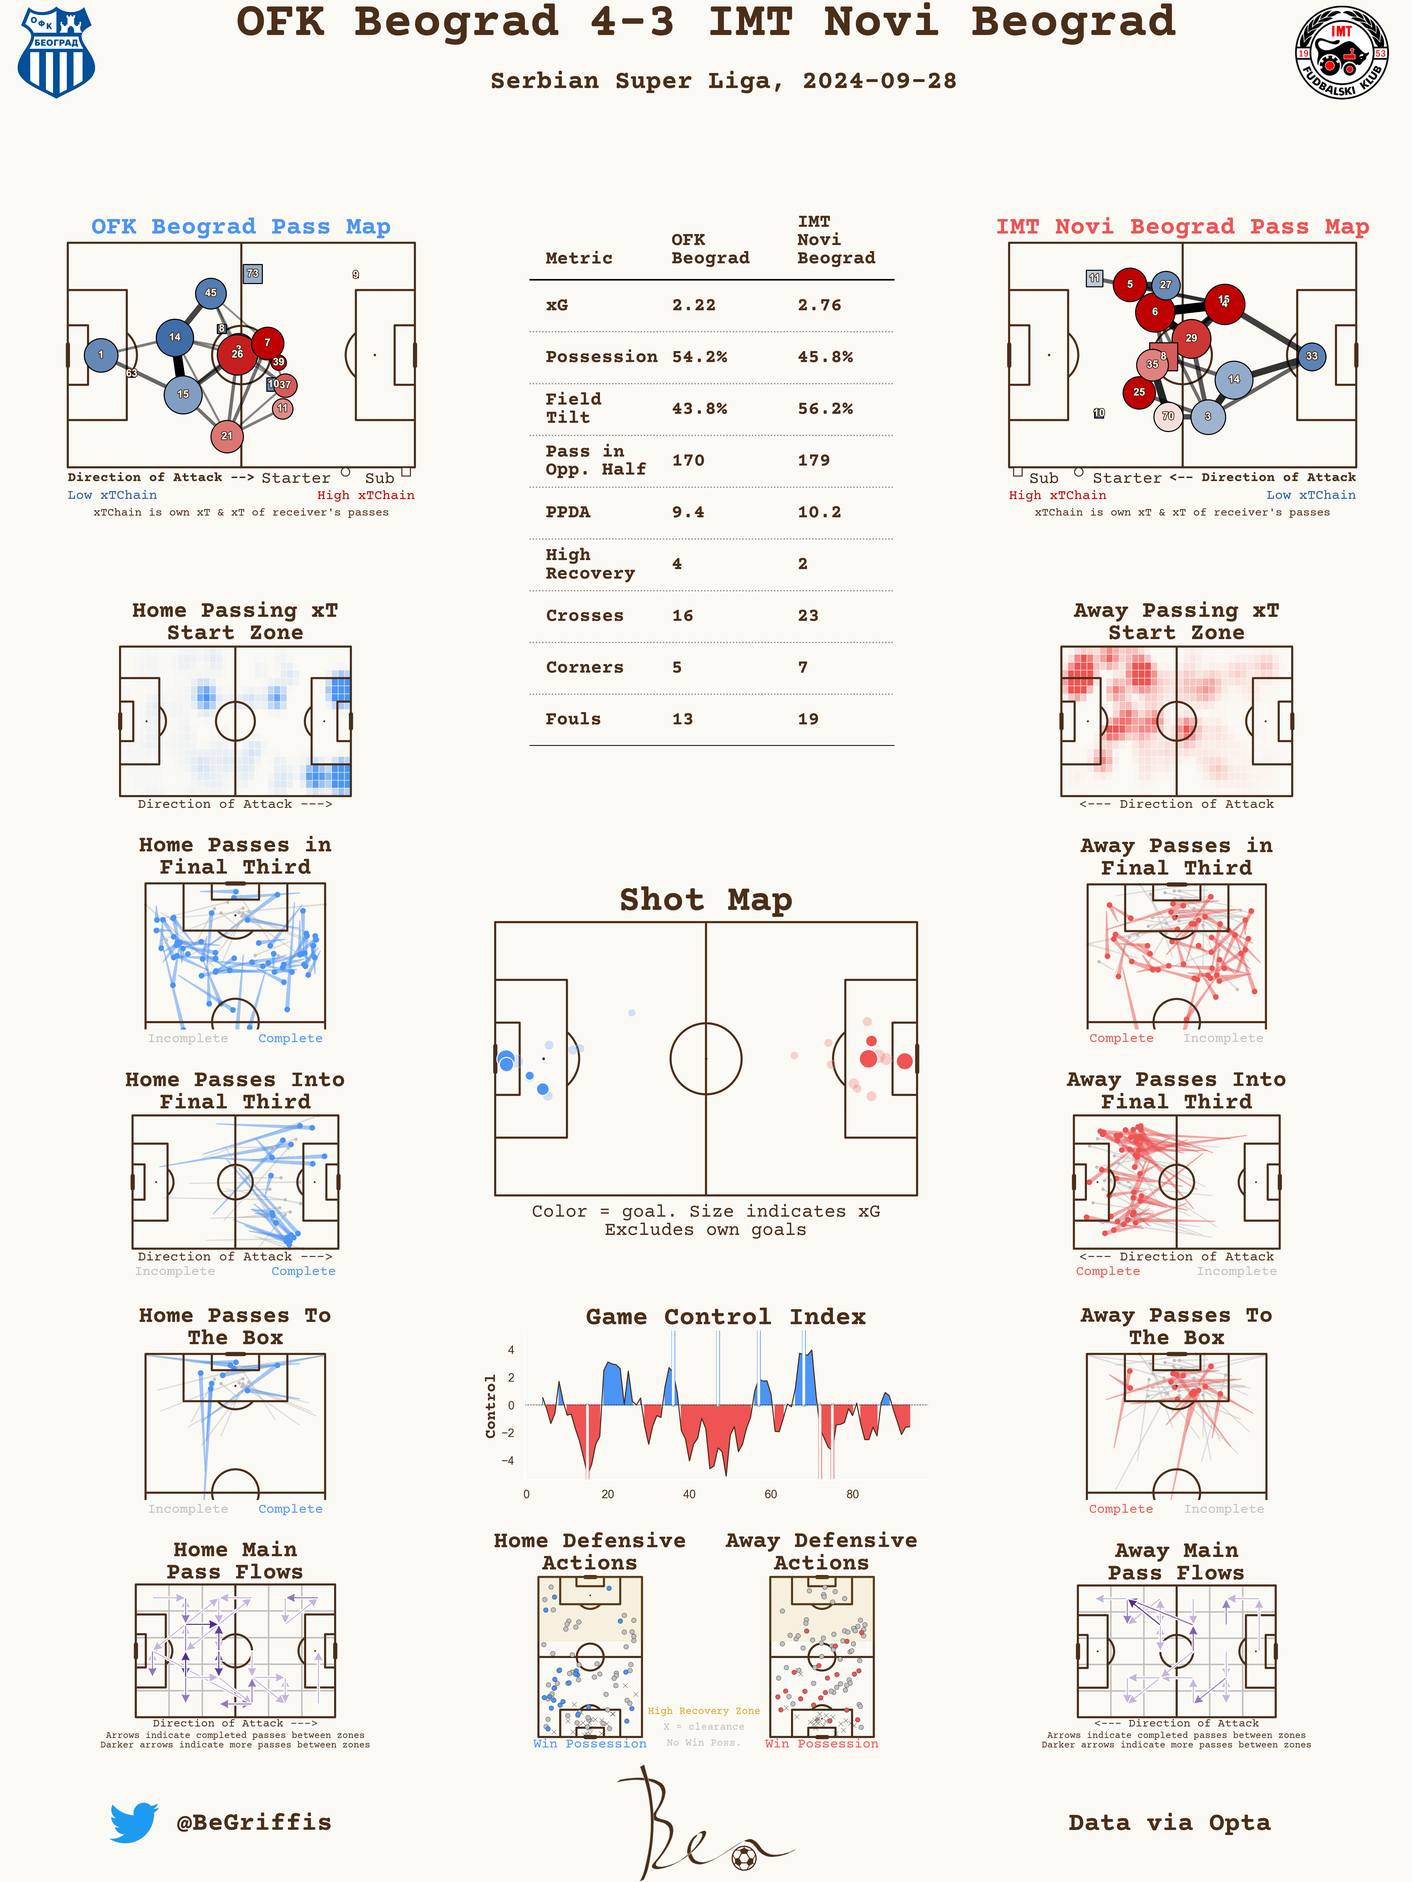 OFK Beograd 4-3 IMT Novi Beograd
Serbian Super Liga, 2024-09-28
ОФК
БЕОГРАД
IMT
19 53
FUDBALSKI KLUB
OFK Beograd Pass Map
73
9
45
8
14
7
1
26
39
63
10
37
15
11
21
Direction of Attack --> Starter Sub
Low xTChain High xTChain
xTChain is own xT & xT of receiver's passes
Metric OFK Beograd IMT Novi Beograd
xG 2.22 2.76
Possession 54.2% 45.8%
Field Tilt 43.8% 56.2%
Pass in Opp. Half 170 179
PPDA 9.4 10.2
High Recovery 4 2
Crosses 16 23
Corners 5 7
Fouls 13 19
IMT Novi Beograd Pass Map
11
5
27
6
4
29
8
35
33
14
25
10
70
3
Sub Starter <-- Direction of Attack
High xTChain Low xTChain
xTChain is own xT & xT of receiver's passes
Home Passing xT
Start Zone
Direction of Attack --->
Away Passing xT
Start Zone
<--- Direction of Attack
Home Passes in
Final Third
Incomplete Complete
Away Passes in
Final Third
Complete Incomplete
Shot Map
Color = goal. Size indicates xG
Excludes own goals
Home Passes Into
Final Third
Direction of Attack --->
Incomplete Complete
Away Passes Into
Final Third
<--- Direction of Attack
Complete Incomplete
Home Passes To
The Box
Incomplete Complete
Game Control Index
Control
4
2
0
−2
−4
0 20 40 60 80
Away Passes To
The Box
Complete Incomplete
Home Main
Pass Flows
Direction of Attack --->
Arrows indicate completed passes between zones
Darker arrows indicate more passes between zones
Home Defensive
Actions
Win Possession
Away Defensive
Actions
Win Possession
High Recovery Zone
X = clearance
No Win Poss.
Away Main
Pass Flows
<--- Direction of Attack
Arrows indicate completed passes between zones
Darker arrows indicate more passes between zones
@BeGriffis
Ben
Data via Opta